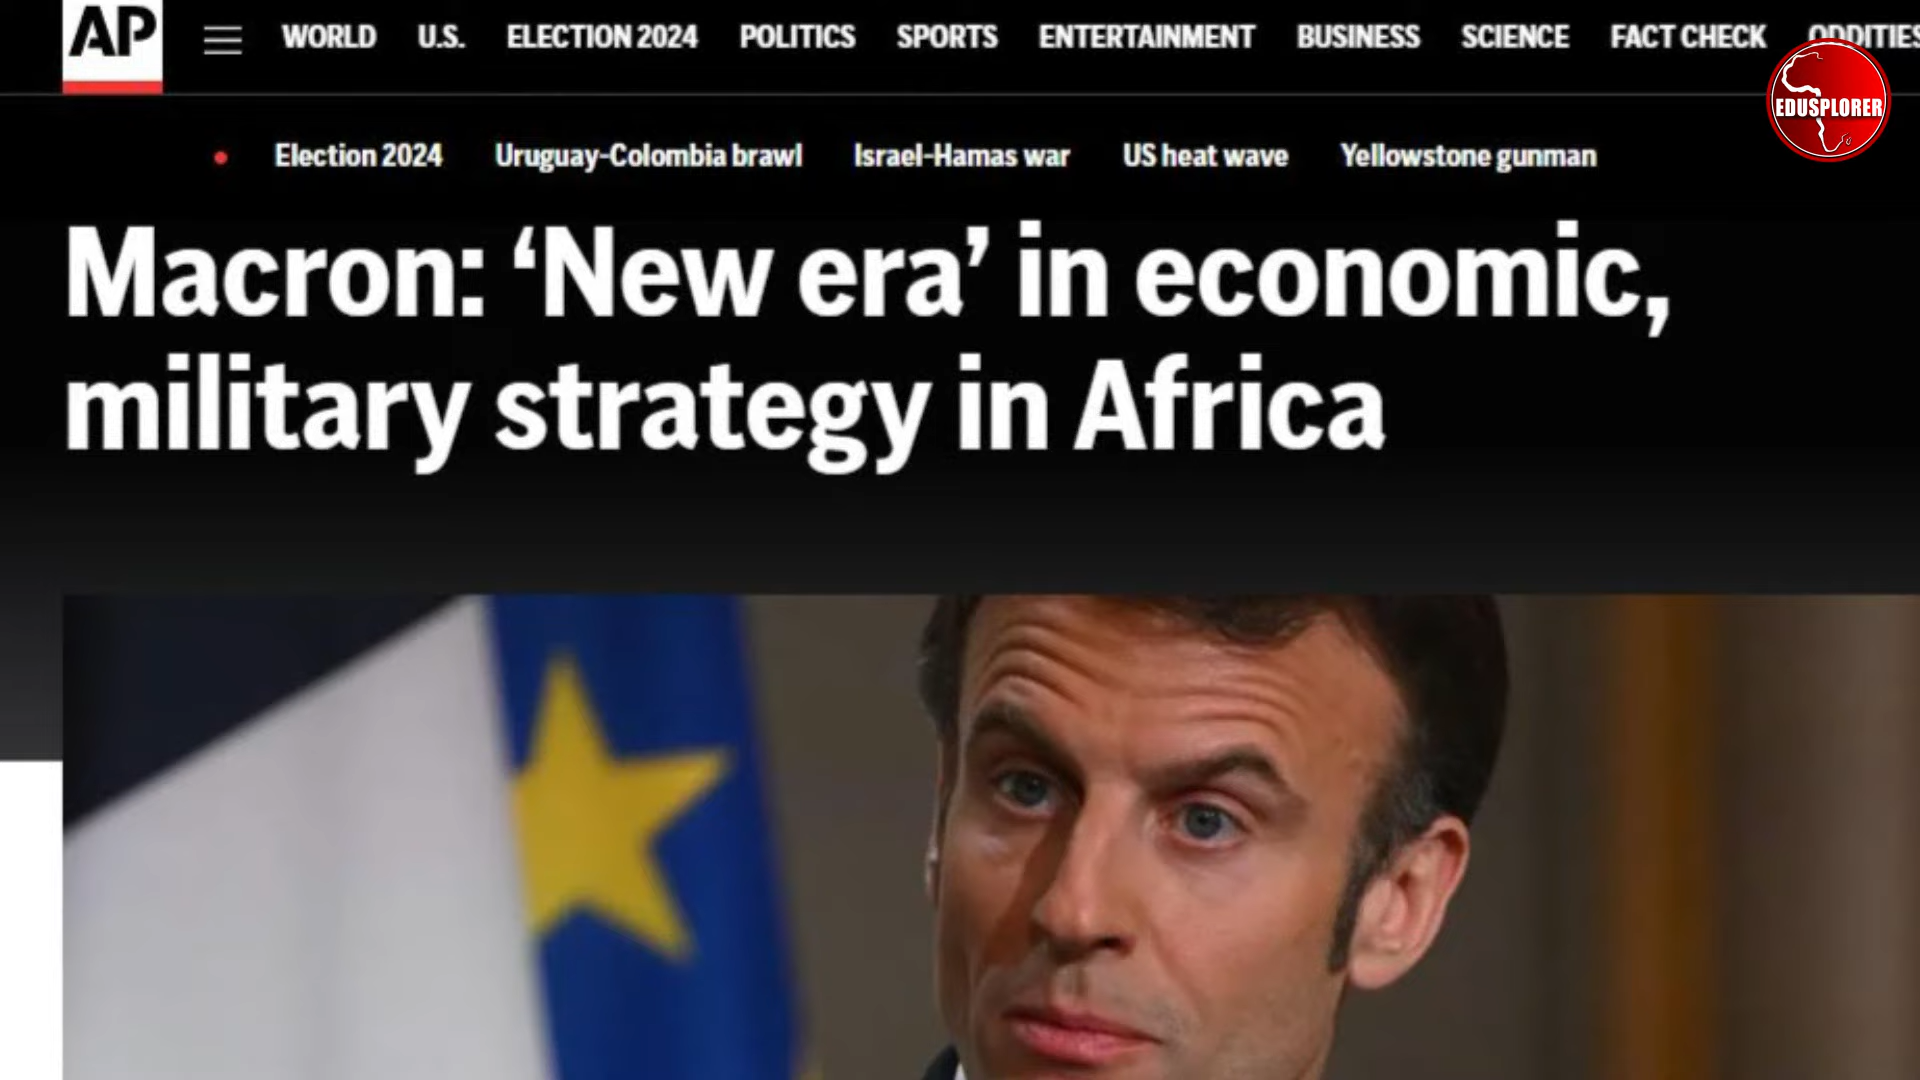 AP
WORLD U.S. ELECTION 2024 POLITICS SPORTS ENTERTAINMENT BUSINESS SCIENCE FACT CHECK ODDITIES
EDUSPLORER
Election 2024 Uruguay-Colombia brawl Israel-Hamas war US heat wave Yellowstone gunman
Macron: ‘New era’ in economic,
military strategy in Africa